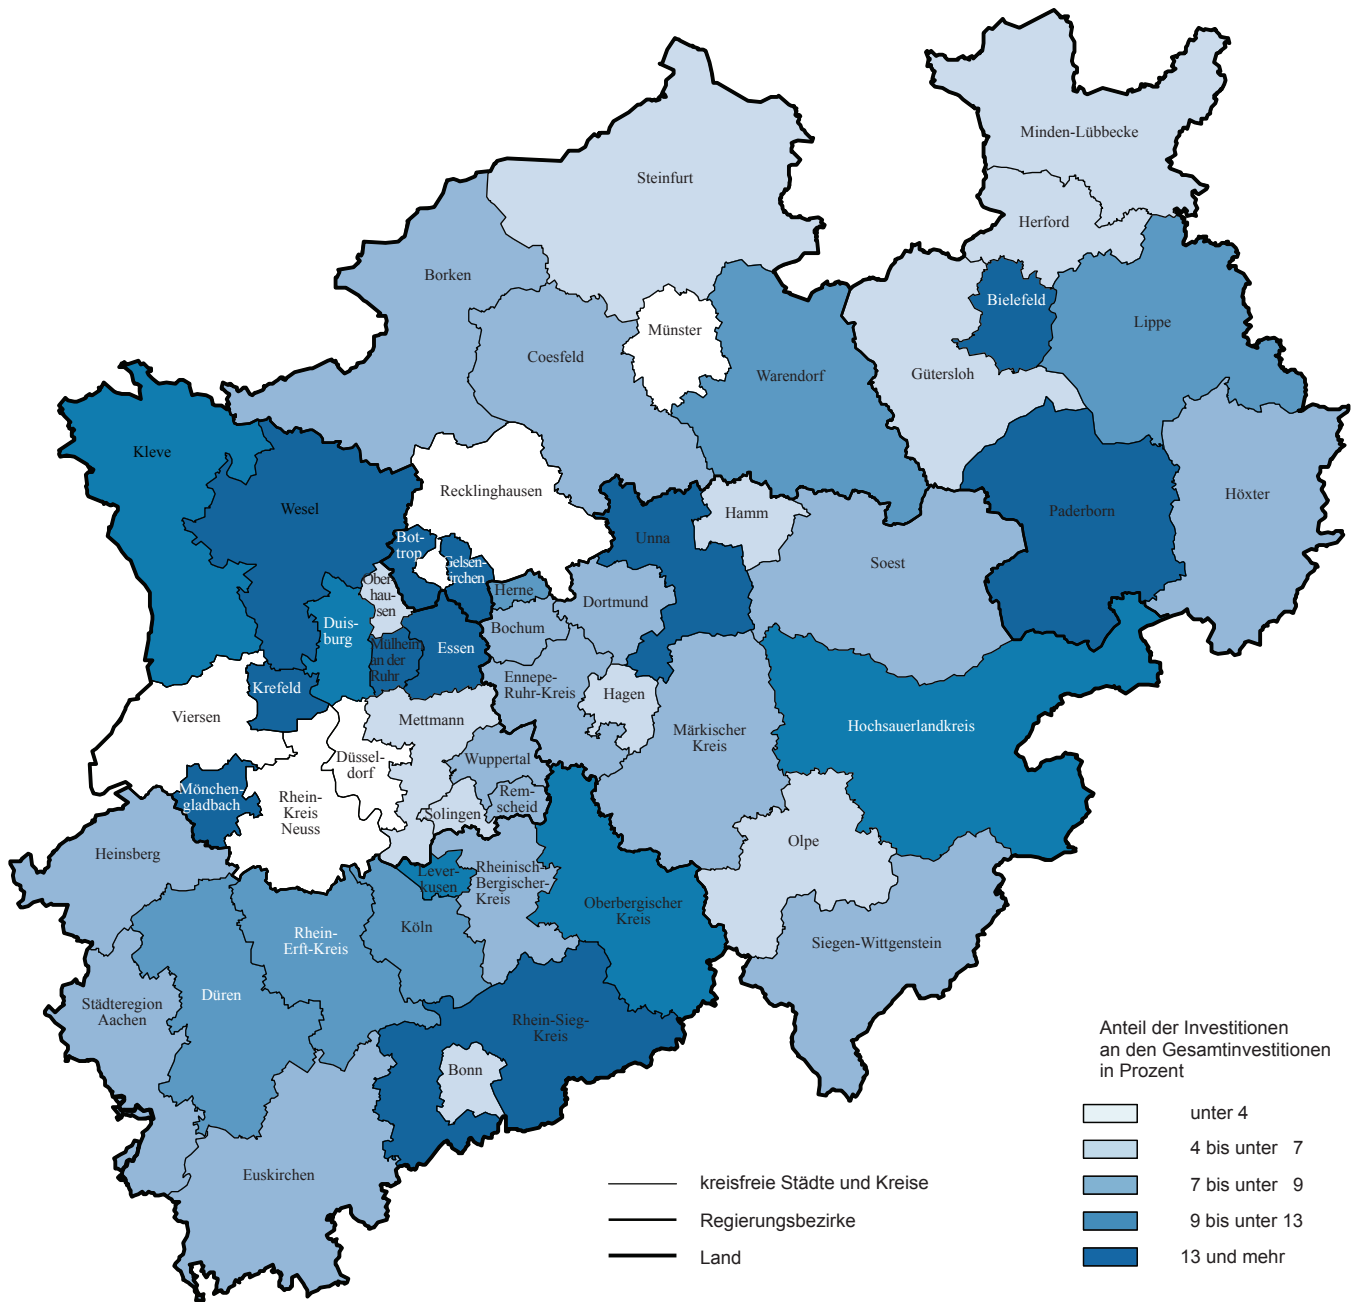 Minden-Lübbecke
Steinfurt
Herford
Borken
Bielefeld
Lippe
Münster
Coesfeld
Warendorf
Gütersloh
Kleve
Recklinghausen
Höxter
Wesel
Paderborn
Hamm
Unna
Bot-
trop
Gelsen-
kirchen
Soest
Ober-
hau-
sen
Herne
Dortmund
Duis-
burg
Bochum
Mülheim
an der
Ruhr
Essen
Krefeld
Ennepe-
Ruhr-Kreis
Hagen
Viersen
Mettmann
Hochsauerlandkreis
Märkischer
Kreis
Düssel-
dorf
Wuppertal
Mönchen-
gladbach
Rhein-
Kreis
Neuss
Rem-
scheid
Solingen
Olpe
Heinsberg
Lever-
kusen
Rheinisch-
Bergischer-
Kreis
Oberbergischer
Kreis
Köln
Rhein-
Erft-Kreis
Siegen-Wittgenstein
Düren
Städteregion
Aachen
Rhein-Sieg-
Kreis
Bonn
Euskirchen
Anteil der Investitionen
an den Gesamtinvestitionen
in Prozent
unter 4
4 bis unter 7
7 bis unter 9
9 bis unter 13
13 und mehr
kreisfreie Städte und Kreise
Regierungsbezirke
Land